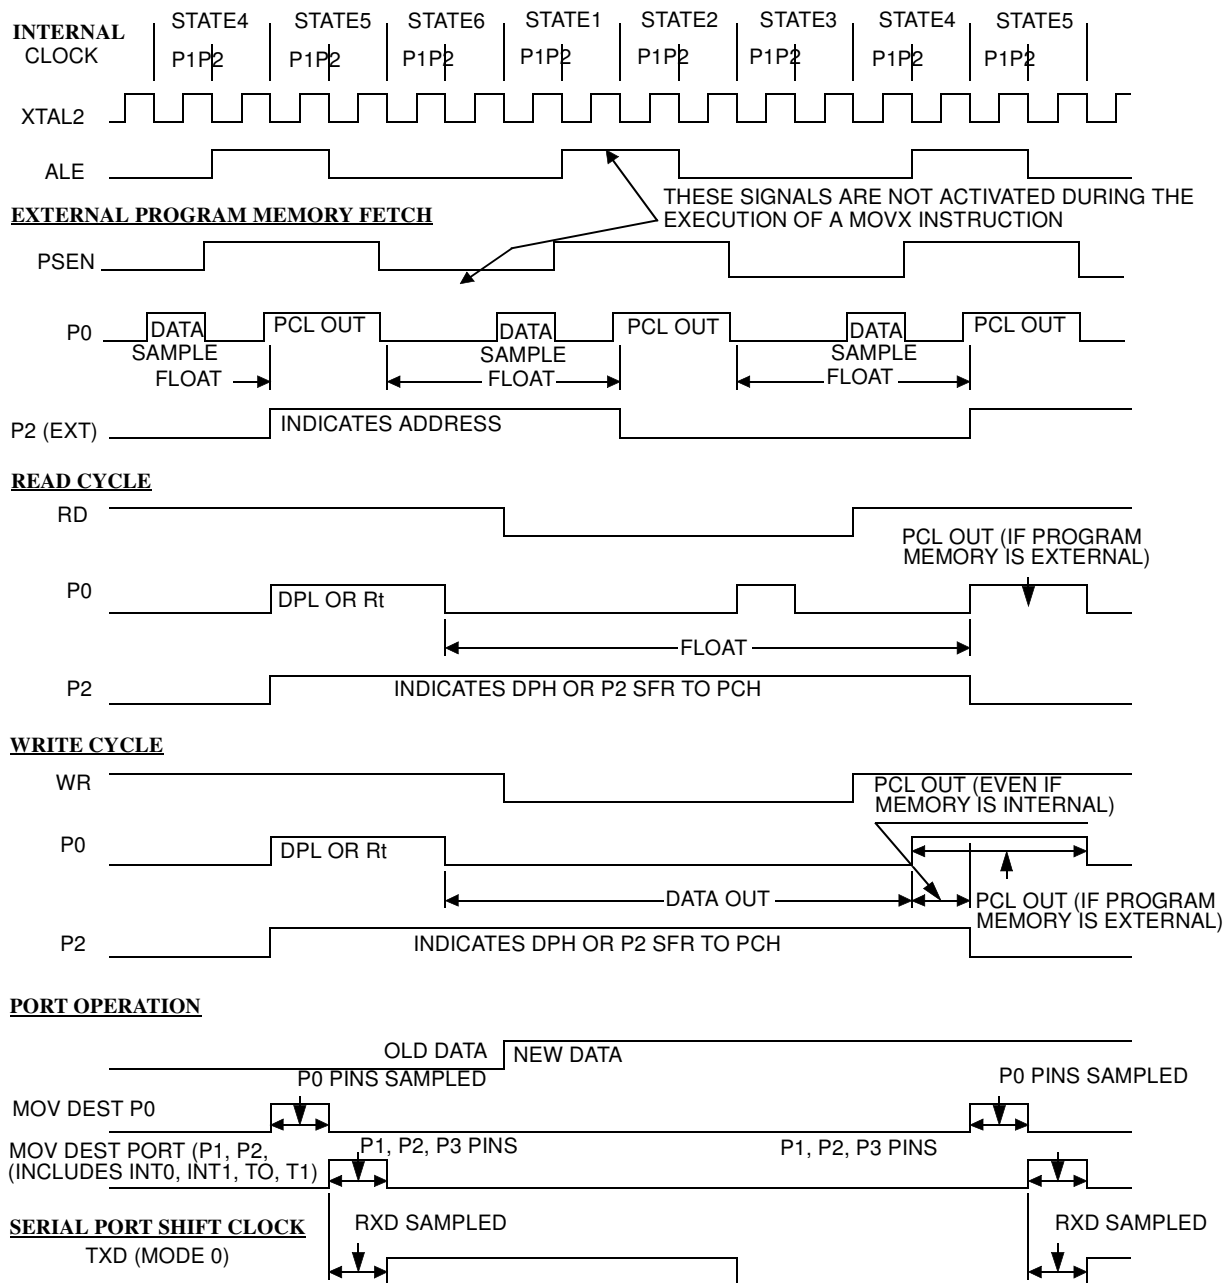 INTERNAL
CLOCK
STATE4 STATE5 STATE6 STATE1 STATE2 STATE3 STATE4 STATE5
P1P2 P1P2 P1P2 P1P2 P1P2 P1P2 P1P2 P1P2
XTAL2
ALE
THESE SIGNALS ARE NOT ACTIVATED DURING THE
EXECUTION OF A MOVX INSTRUCTION
EXTERNAL PROGRAM MEMORY FETCH
PSEN
P0 DATA PCL OUT DATA PCL OUT DATA PCL OUT
SAMPLE SAMPLE SAMPLE
FLOAT FLOAT FLOAT
P2 (EXT) INDICATES ADDRESS
READ CYCLE
RD
PCL OUT (IF PROGRAM
MEMORY IS EXTERNAL)
P0 DPL OR Rt
FLOAT
P2 INDICATES DPH OR P2 SFR TO PCH
WRITE CYCLE
WR
PCL OUT (EVEN IF
MEMORY IS INTERNAL)
P0 DPL OR Rt
DATA OUT
PCL OUT (IF PROGRAM
MEMORY IS EXTERNAL)
P2 INDICATES DPH OR P2 SFR TO PCH
PORT OPERATION
OLD DATA NEW DATA
P0 PINS SAMPLED P0 PINS SAMPLED
MOV DEST P0
MOV DEST PORT (P1, P2, P1, P2, P3 PINS P1, P2, P3 PINS
(INCLUDES INT0, INT1, TO, T1)
SERIAL PORT SHIFT CLOCK RXD SAMPLED RXD SAMPLED
TXD (MODE 0)